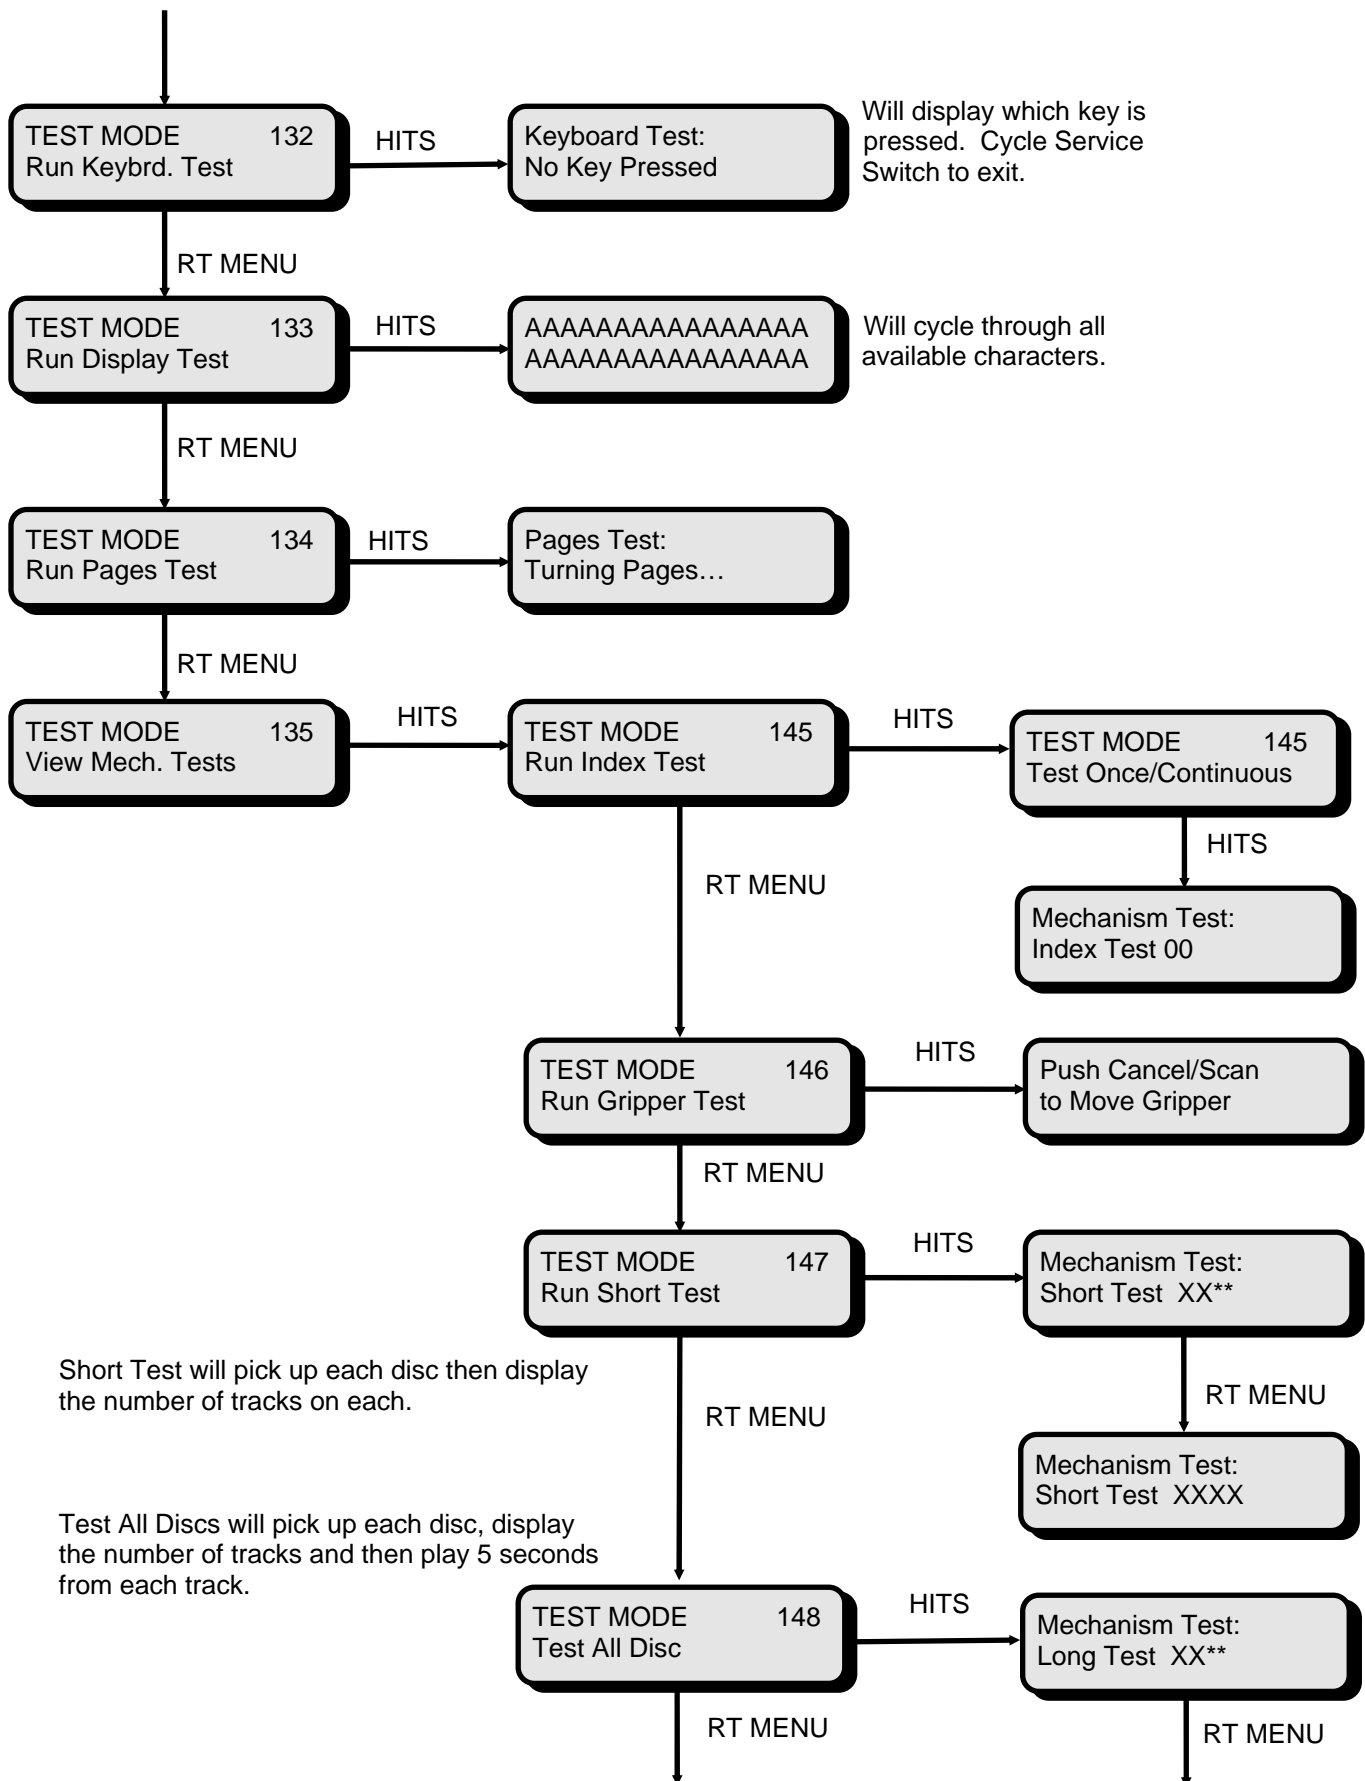 TEST MODE 132
Run Keybrd. Test
HITS
Keyboard Test:
No Key Pressed
Will display which key is
pressed.  Cycle Service
Switch to exit.
RT MENU
TEST MODE 133
Run Display Test
HITS
AAAAAAAAAAAAAAAA
AAAAAAAAAAAAAAAA
Will cycle through all
available characters.
RT MENU
TEST MODE 134
Run Pages Test
HITS
Pages Test:
Turning Pages…
RT MENU
TEST MODE 135
View Mech. Tests
HITS
TEST MODE 145
Run Index Test
HITS
TEST MODE 145
Test Once/Continuous
HITS
Mechanism Test:
Index Test 00
RT MENU
TEST MODE 146
Run Gripper Test
HITS
Push Cancel/Scan
to Move Gripper
RT MENU
TEST MODE 147
Run Short Test
HITS
Mechanism Test:
Short Test  XX**
RT MENU
Mechanism Test:
Short Test  XXXX
Short Test will pick up each disc then display
the number of tracks on each.
RT MENU
Test All Discs will pick up each disc, display
the number of tracks and then play 5 seconds
from each track.
TEST MODE 148
Test All Disc
HITS
Mechanism Test:
Long Test  XX**
RT MENU
RT MENU